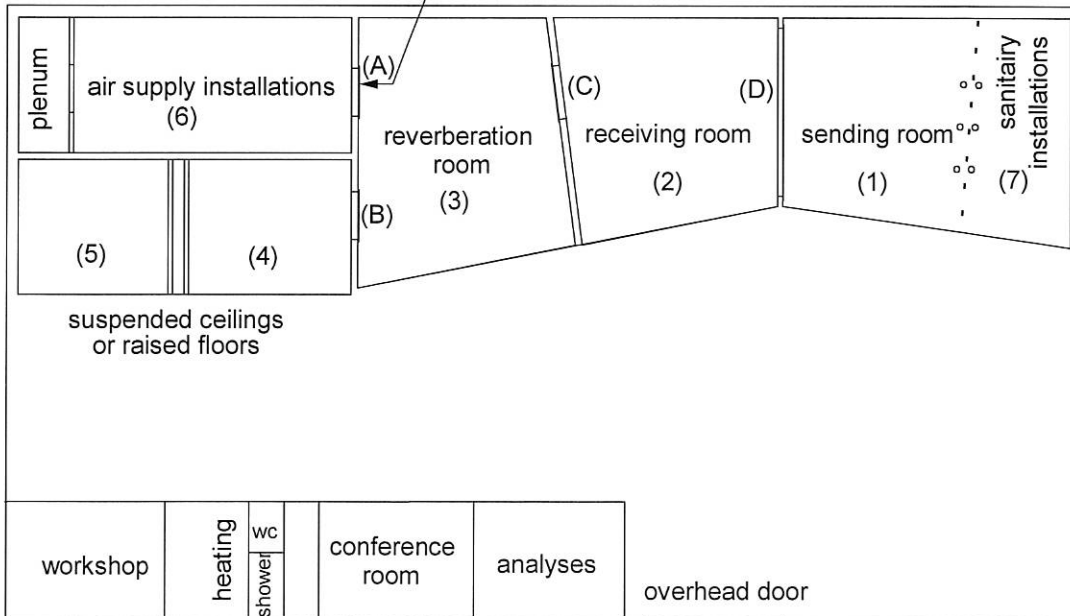 plenum
air supply installations
(6)
(A)
reverberation
room
(3)
(B)
(C)
receiving room
(2)
(D)
sending room
(1)
sanitairy
installations
(7)
(5)
(4)
suspended ceilings
or raised floors
workshop
heating
wc
shower
conference
room
analyses
overhead door